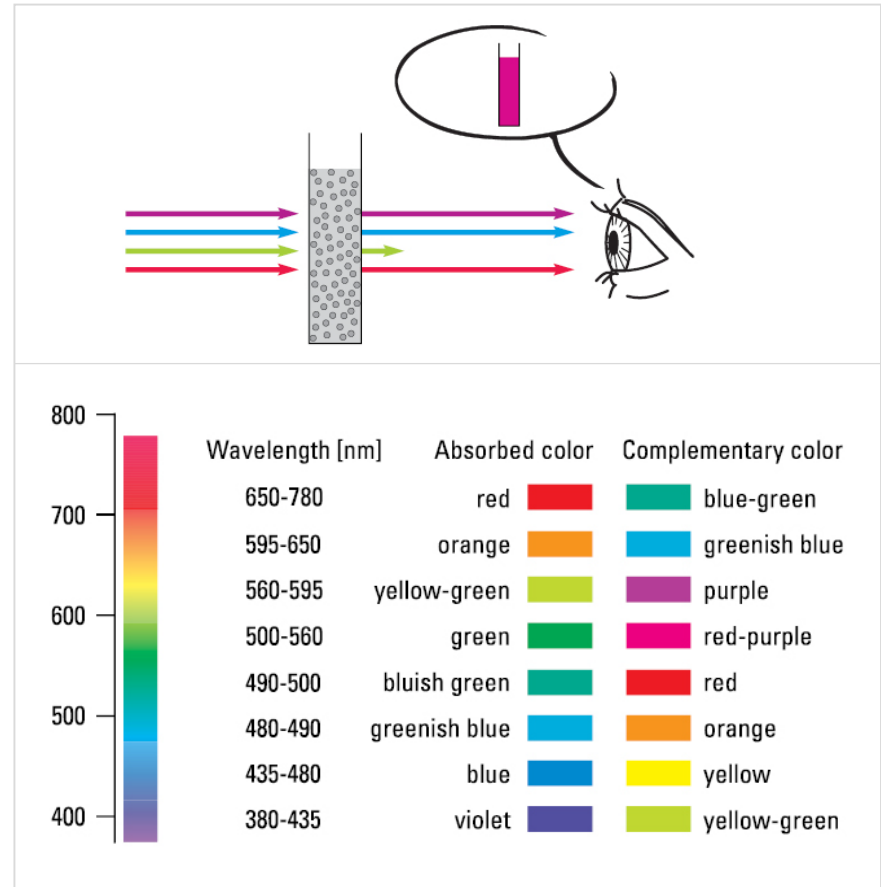 800
700
600
500
400
Wavelength [nm] Absorbed color Complementary color
650-780 red blue-green
595-650 orange greenish blue
560-595 yellow-green purple
500-560 green red-purple
490-500 bluish green red
480-490 greenish blue orange
435-480 blue yellow
380-435 violet yellow-green